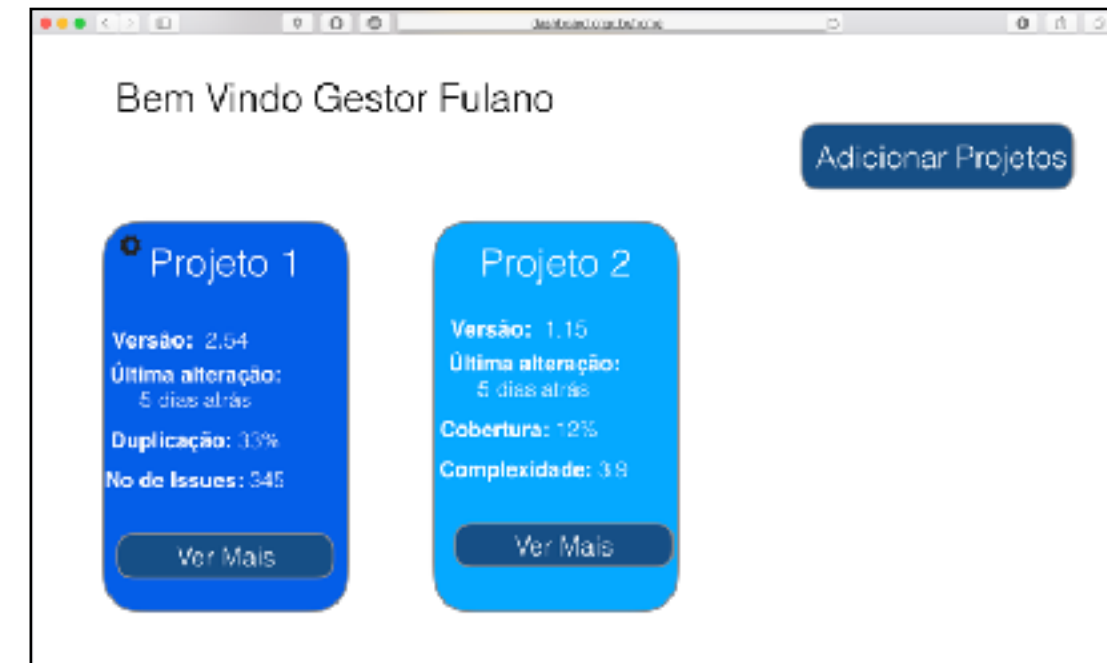 Bem Vindo Gestor Fulano
Adicionar Projetos
Projeto 1
Versão: 2.54
Última alteração:
5 dias atrás
Duplicação: 33%
No de Issues: 345
Ver Mais
Projeto 2
Versão: 1.15
Última alteração:
5 dias atrás
Cobertura: 12%
Complexidade: 3.9
Ver Mais